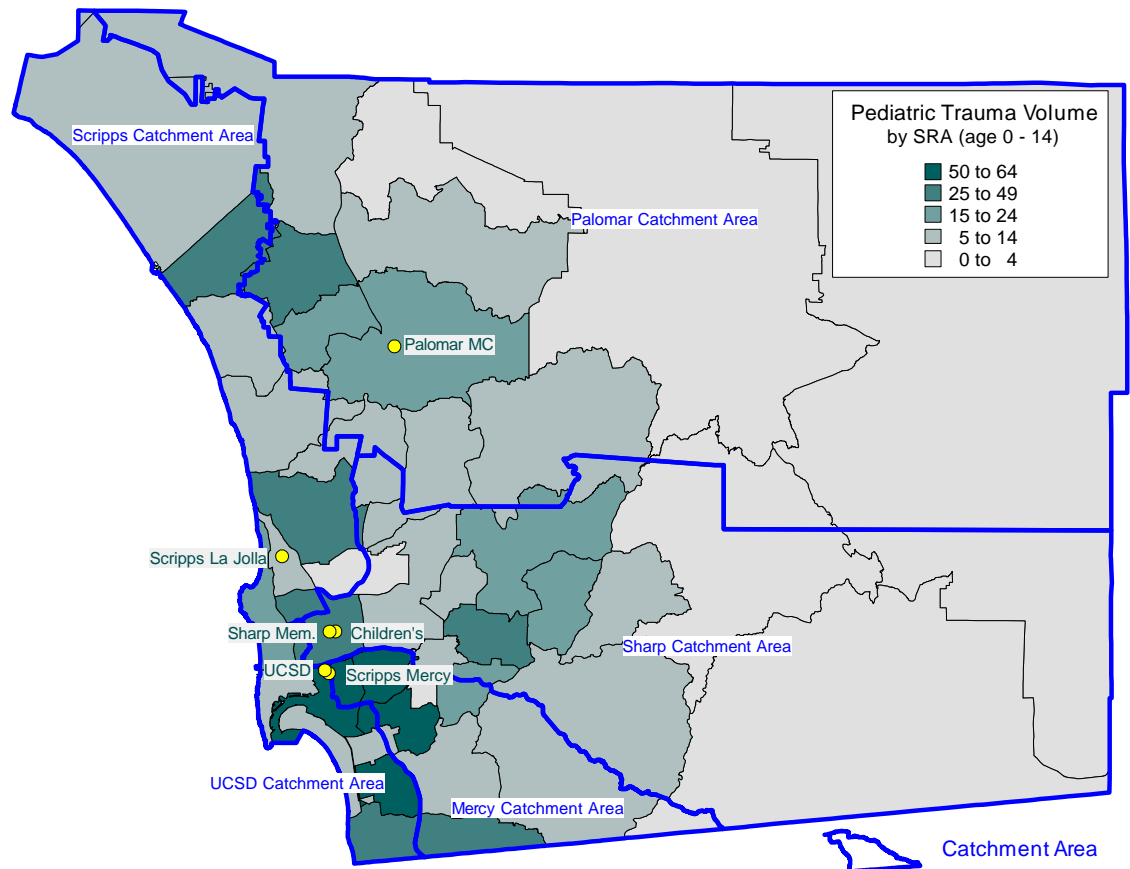 Pediatric Trauma Volume
by SRA (age 0 - 14)
50 to 64
25 to 49
15 to 24
5 to 14
0 to 4
Scripps Catchment Area
Palomar Catchment Area
Palomar MC
Scripps La Jolla
Sharp Mem.
Children's
Sharp Catchment Area
UCSD
Scripps Mercy
UCSD Catchment Area
Mercy Catchment Area
Catchment Area